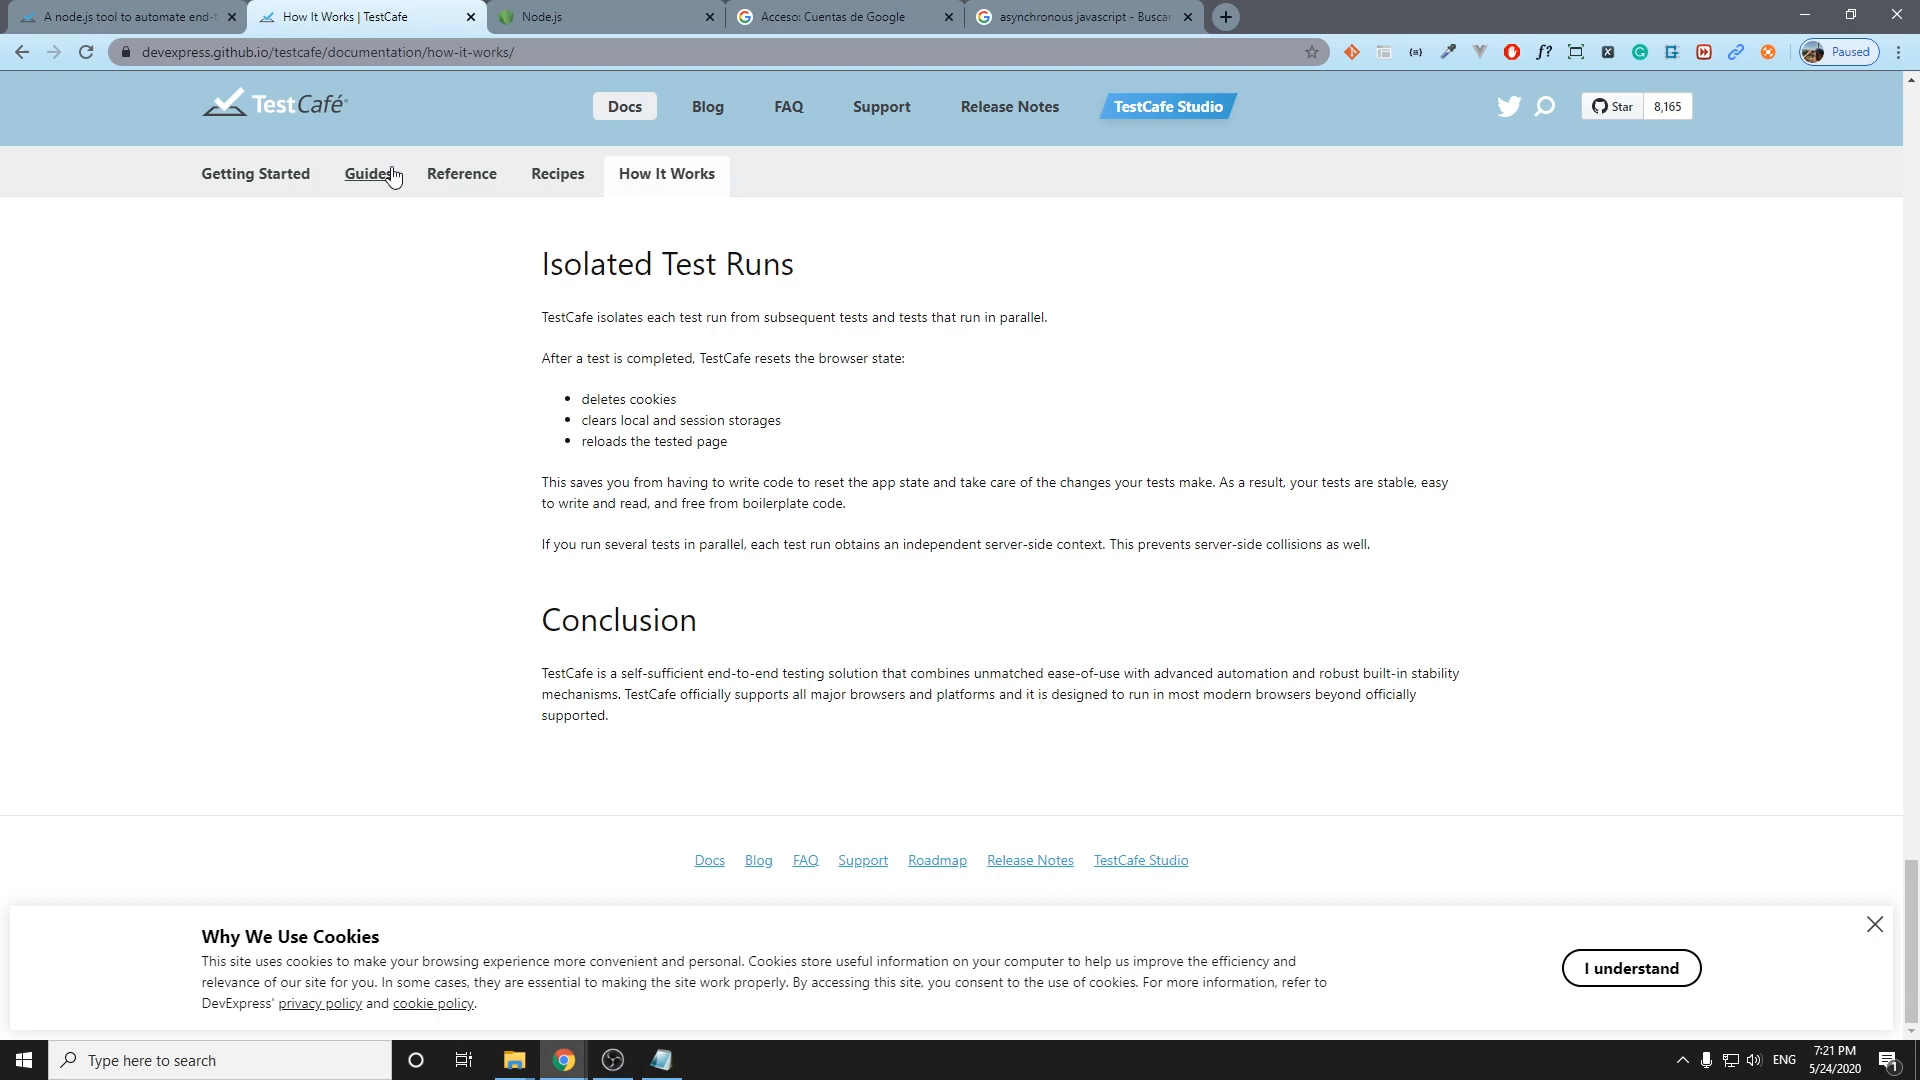 A node.js tool to automate end-t
How It Works | TestCafe
Node.js
Acceso: Cuentas de Google
asynchronous javascript - Buscar
devexpress.github.io/testcafe/documentation/how-it-works/
Paused
TestCafé
Docs
Blog
FAQ
Support
Release Notes
TestCafe Studio
Star
8,165
Getting Started
Guides
Reference
Recipes
How It Works
Isolated Test Runs
TestCafe isolates each test run from subsequent tests and tests that run in parallel.
After a test is completed, TestCafe resets the browser state:
• deletes cookies
• clears local and session storages
• reloads the tested page
This saves you from having to write code to reset the app state and take care of the changes your tests make. As a result, your tests are stable, easy
to write and read, and free from boilerplate code.
If you run several tests in parallel, each test run obtains an independent server-side context. This prevents server-side collisions as well.
Conclusion
TestCafe is a self-sufficient end-to-end testing solution that combines unmatched ease-of-use with advanced automation and robust built-in stability
mechanisms. TestCafe officially supports all major browsers and platforms and it is designed to run in most modern browsers beyond officially
supported.
Docs
Blog
FAQ
Support
Roadmap
Release Notes
TestCafe Studio
Why We Use Cookies
This site uses cookies to make your browsing experience more convenient and personal. Cookies store useful information on your computer to help us improve the efficiency and
relevance of our site for you. In some cases, they are essential to making the site work properly. By accessing this site, you consent to the use of cookies. For more information, refer to
DevExpress' privacy policy and cookie policy.
I understand
Type here to search
ENG
7:21 PM
5/24/2020
1